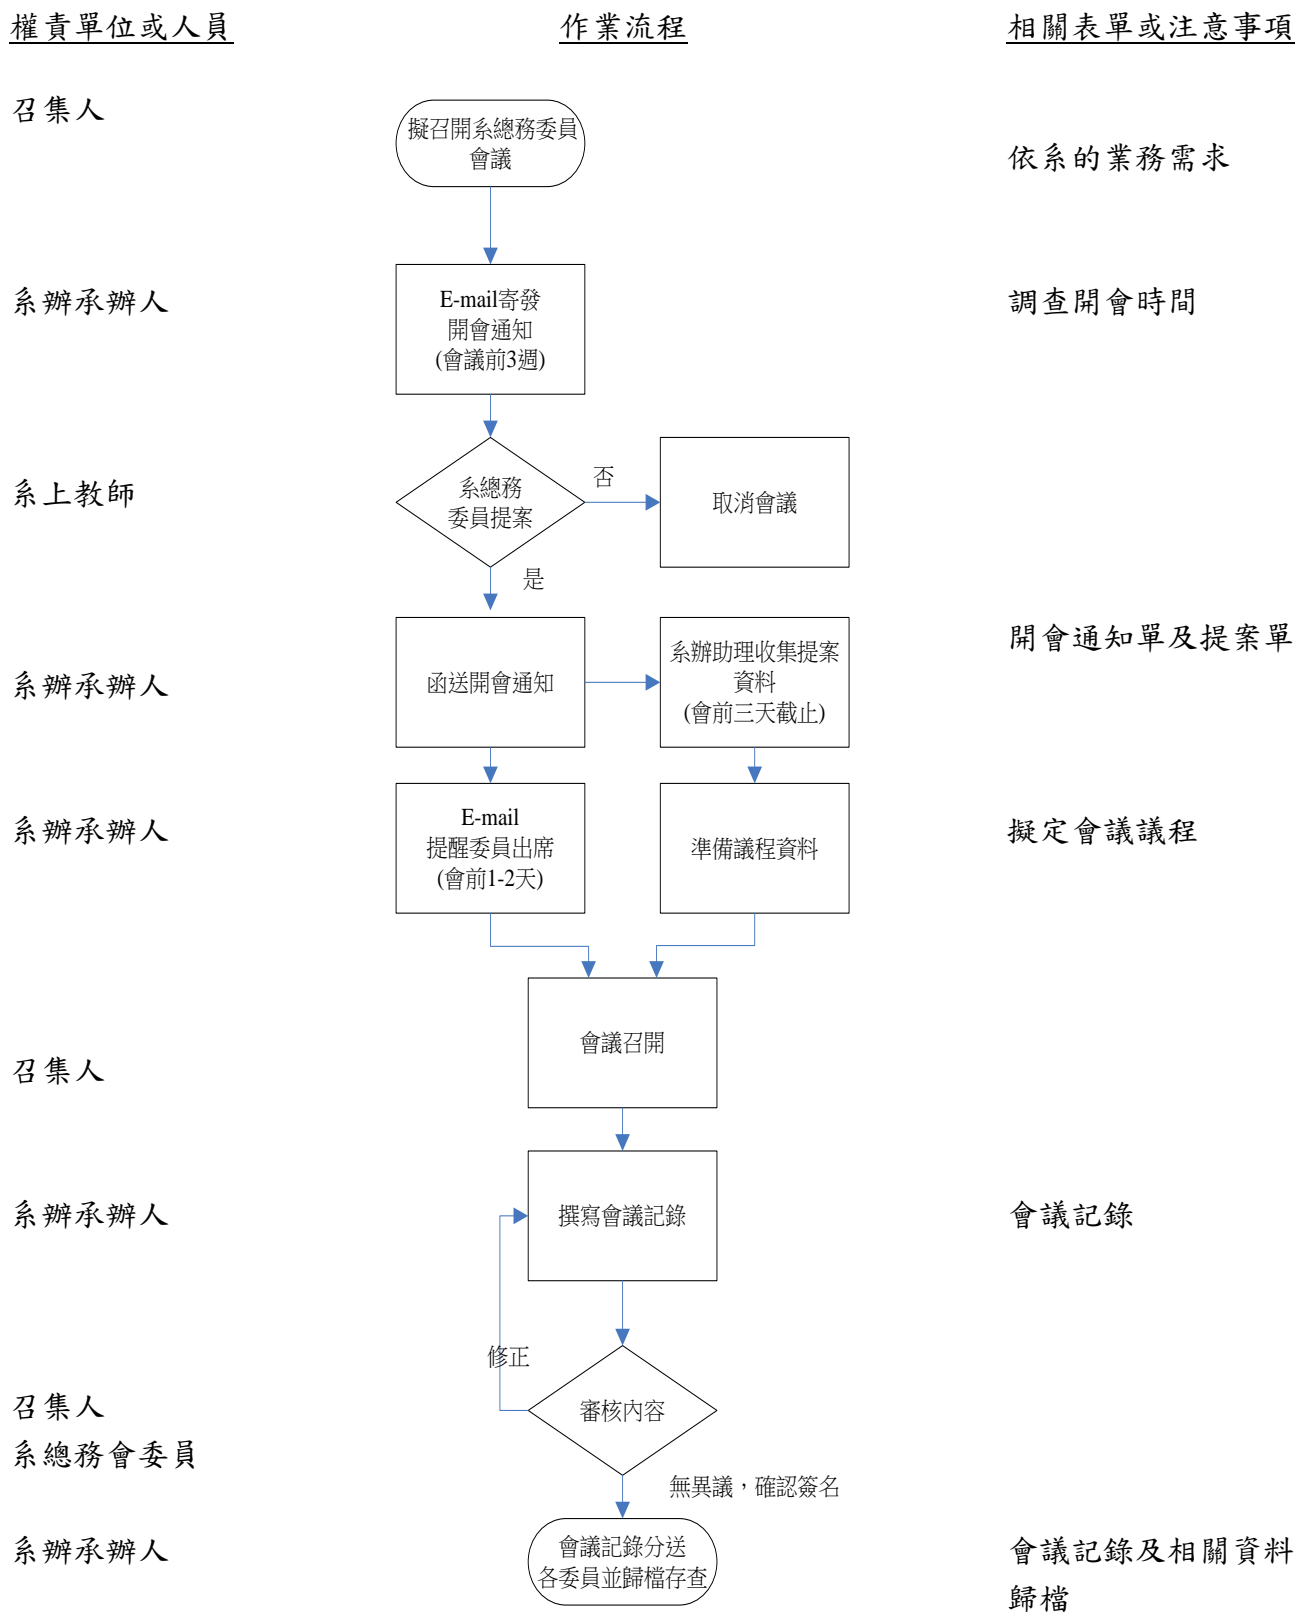 權責單位或人員
作業流程
相關表單或注意事項
召集人
擬召開系總務委員
會議
依系的業務需求
系辦承辦人
E-mail寄發
開會通知
(會議前3週)
調查開會時間
系上教師
系總務
委員提案
否
取消會議
是
系辦承辦人
函送開會通知
系辦助理收集提案
資料
(會前三天截止)
開會通知單及提案單
系辦承辦人
E-mail
提醒委員出席
(會前1-2天)
準備議程資料
擬定會議議程
召集人
會議召開
系辦承辦人
撰寫會議記錄
會議記錄
修正
召集人
系總務會委員
審核內容
無異議，確認簽名
系辦承辦人
會議記錄分送
各委員並歸檔存查
會議記錄及相關資料
歸檔